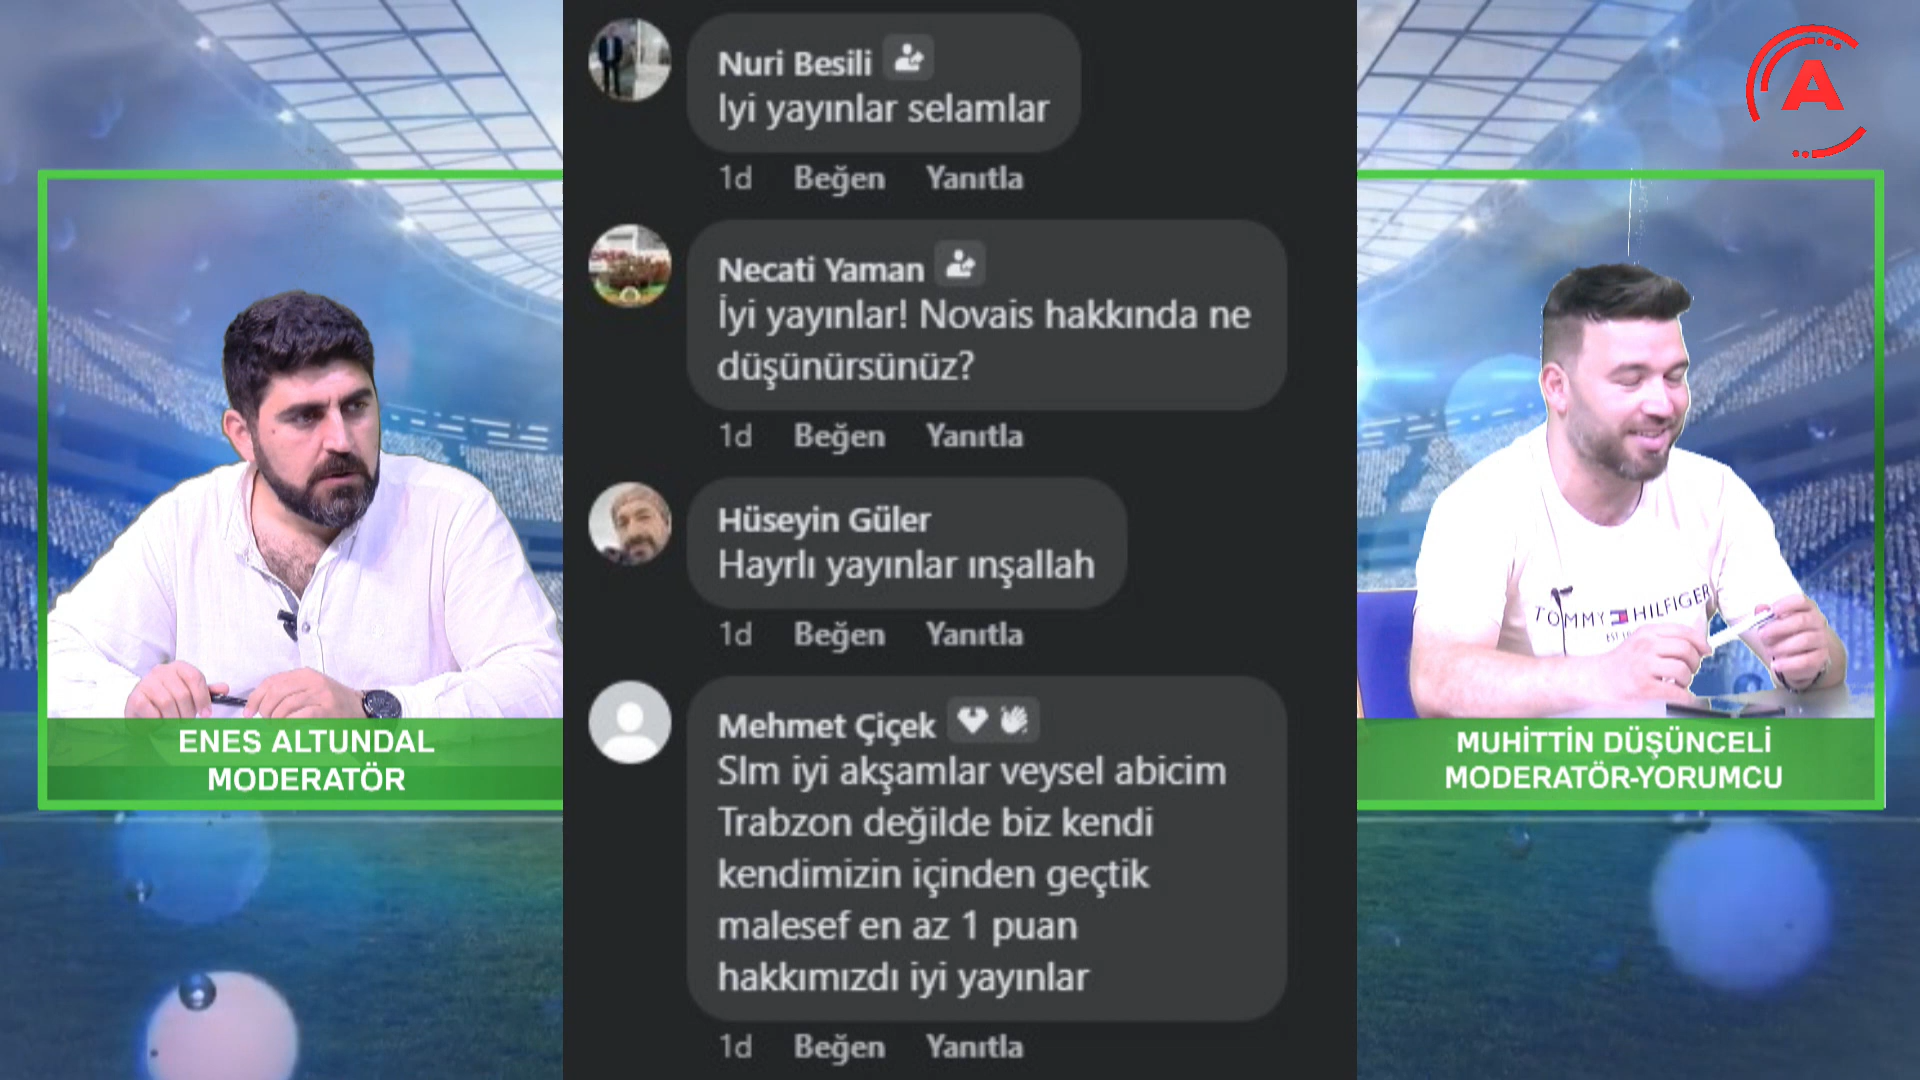 Nuri Besili
Iyi yayınlar selamlar
1d Beğen Yanıtla
Necati Yaman
İyi yayınlar! Novais hakkında ne
düşünürsünüz?
1d Beğen Yanıtla
Hüseyin Güler
Hayrlı yayınlar ınşallah
1d Beğen Yanıtla
Mehmet Çiçek
Slm iyi akşamlar veysel abicim
Trabzon değilde biz kendi
kendimizin içinden geçtik
malesef en az 1 puan
hakkımızdı iyi yayınlar
1d Beğen Yanıtla
ENES ALTUNDAL
MODERATÖR
A
TOMMY HILFIGER
MUHİTTİN DÜŞÜNCELİ
MODERATÖR-YORUMCU